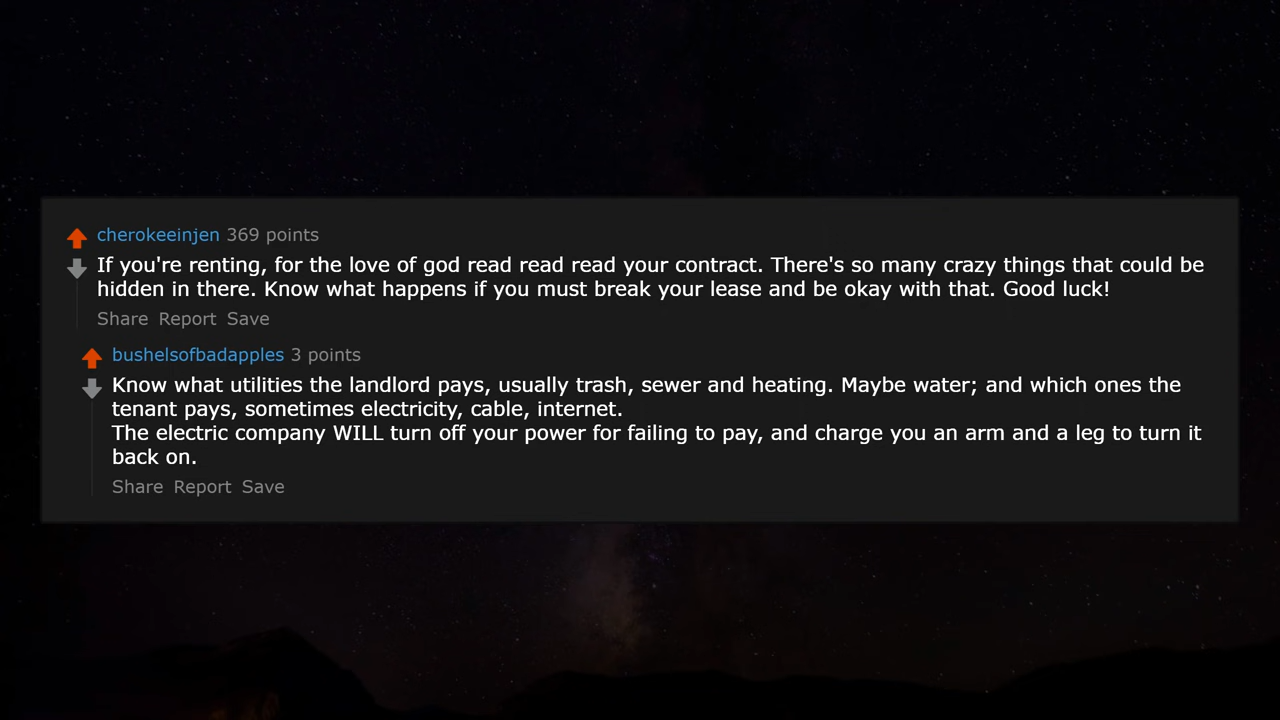 cherokeeinjen 369 points
If you're renting, for the love of god read read read your contract. There's so many crazy things that could be
hidden in there. Know what happens if you must break your lease and be okay with that. Good luck!
Share Report Save
bushelsofbadapples 3 points
Know what utilities the landlord pays, usually trash, sewer and heating. Maybe water; and which ones the
tenant pays, sometimes electricity, cable, internet.
The electric company WILL turn off your power for failing to pay, and charge you an arm and a leg to turn it
back on.
Share Report Save